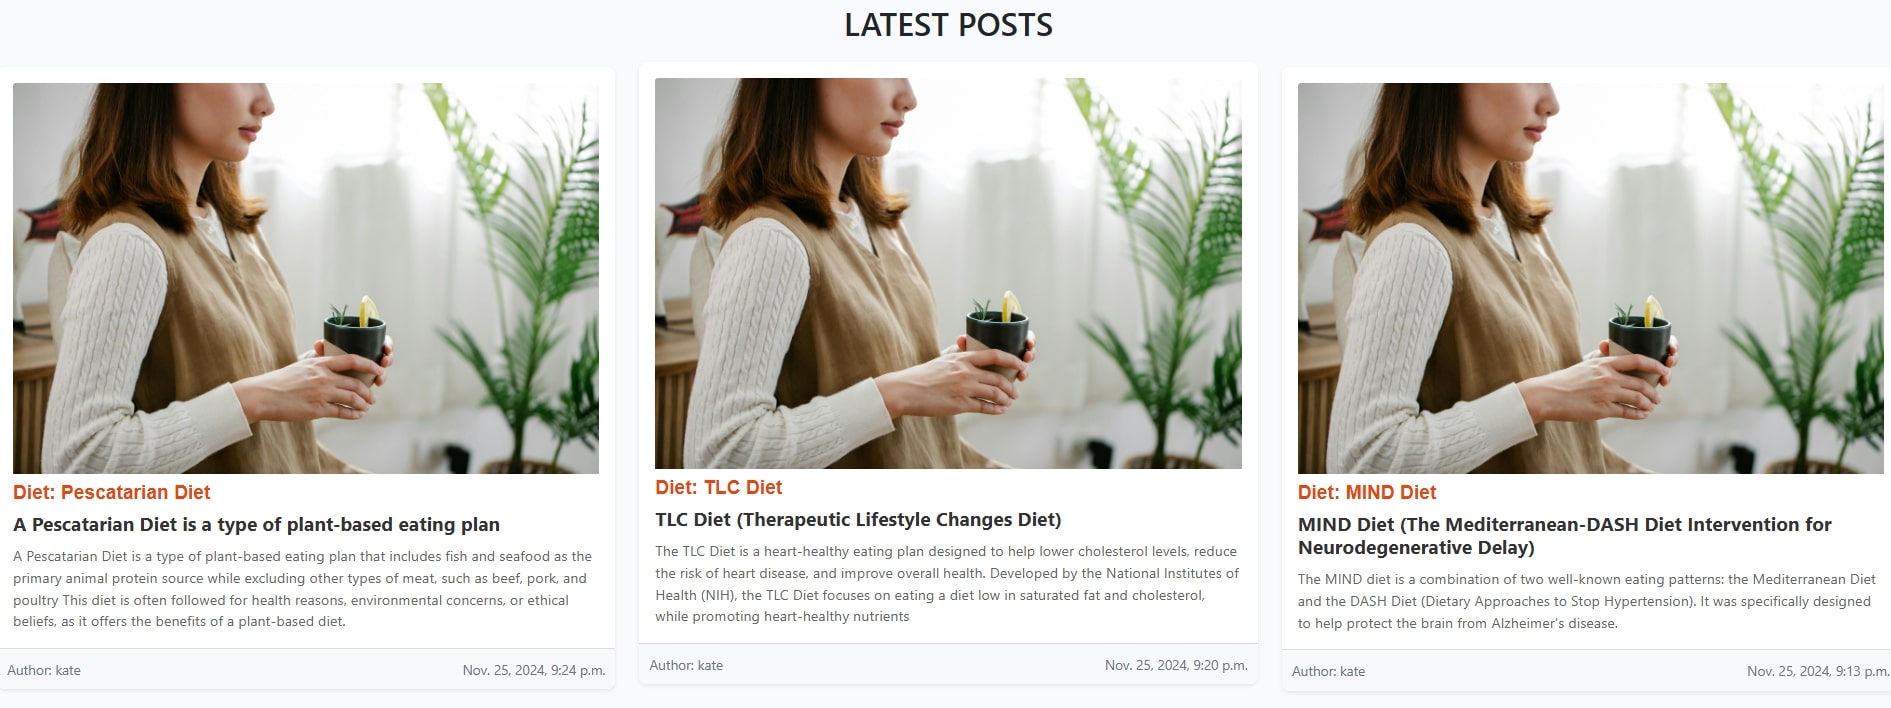 LATEST POSTS
Diet: Pescatarian Diet
A Pescatarian Diet is a type of plant-based eating plan
A Pescatarian Diet is a type of plant-based eating plan that includes fish and seafood as the
primary animal protein source while excluding other types of meat, such as beef, pork, and
poultry This diet is often followed for health reasons, environmental concerns, or ethical
beliefs, as it offers the benefits of a plant-based diet.
Author: kate
Nov. 25, 2024, 9:24 p.m.
Diet: TLC Diet
TLC Diet (Therapeutic Lifestyle Changes Diet)
The TLC Diet is a heart-healthy eating plan designed to help lower cholesterol levels, reduce
the risk of heart disease, and improve overall health. Developed by the National Institutes of
Health (NIH), the TLC Diet focuses on eating a diet low in saturated fat and cholesterol,
while promoting heart-healthy nutrients
Author: kate
Nov. 25, 2024, 9:20 p.m.
Diet: MIND Diet
MIND Diet (The Mediterranean-DASH Diet Intervention for
Neurodegenerative Delay)
The MIND diet is a combination of two well-known eating patterns: the Mediterranean Diet
and the DASH Diet (Dietary Approaches to Stop Hypertension). It was specifically designed
to help protect the brain from Alzheimer's disease.
Author: kate
Nov. 25, 2024, 9:13 p.m.